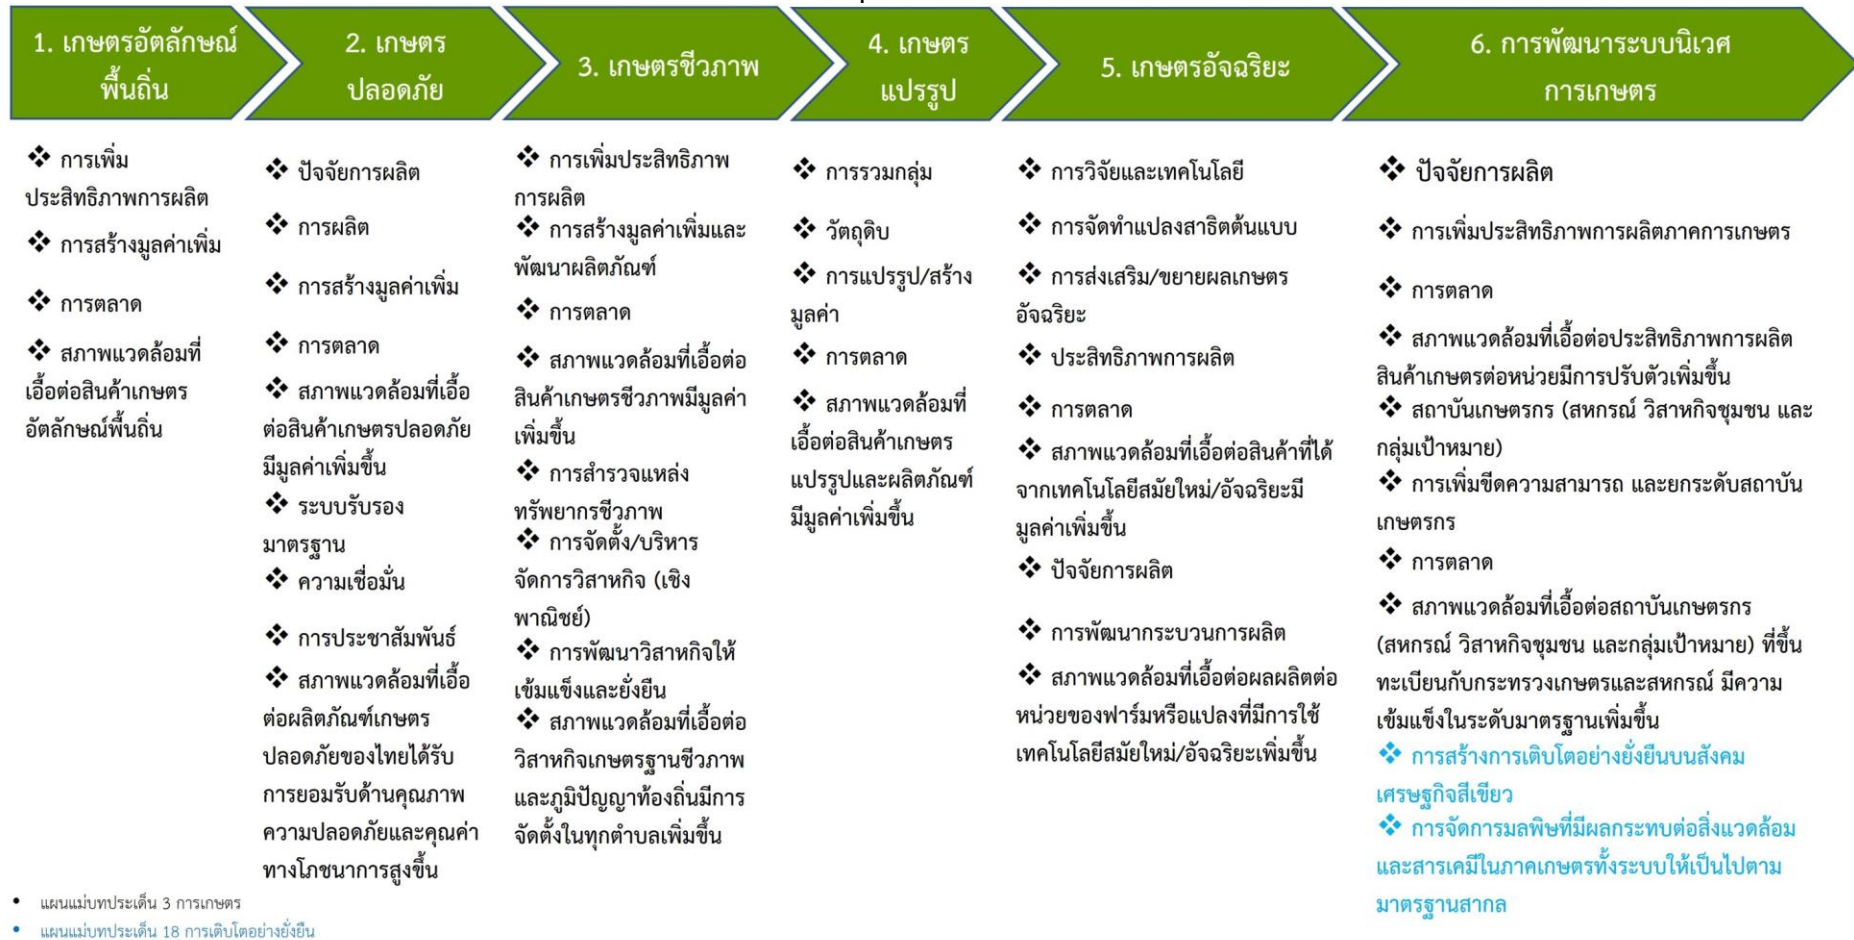 1. เกษตรอัตลักษณ์
พื้นถิ่น
2. เกษตร
ปลอดภัย
3. เกษตรชีวภาพ
4. เกษตร
แปรรูป
5. เกษตรอัจฉริยะ
6. การพัฒนาระบบนิเวศ
การเกษตร
❖ การเพิ่ม
ประสิทธิภาพการผลิต
❖ การสร้างมูลค่าเพิ่ม
❖ การตลาด
❖ สภาพแวดล้อมที่
เอื้อต่อสินค้าเกษตร
อัตลักษณ์พื้นถิ่น
❖ ปัจจัยการผลิต
❖ การผลิต
❖ การสร้างมูลค่าเพิ่ม
❖ การตลาด
❖ สภาพแวดล้อมที่เอื้อ
ต่อสินค้าเกษตรปลอดภัย
มีมูลค่าเพิ่มขึ้น
❖ ระบบรับรอง
มาตรฐาน
❖ ความเชื่อมั่น
❖ การประชาสัมพันธ์
❖ สภาพแวดล้อมที่เอื้อ
ต่อผลิตภัณฑ์เกษตร
ปลอดภัยของไทยได้รับ
การยอมรับด้านคุณภาพ
ความปลอดภัยและคุณค่า
ทางโภชนาการสูงขึ้น
❖ การเพิ่มประสิทธิภาพ
การผลิต
❖ การสร้างมูลค่าเพิ่มและ
พัฒนาผลิตภัณฑ์
❖ การตลาด
❖ สภาพแวดล้อมที่เอื้อต่อ
สินค้าเกษตรชีวภาพมีมูลค่า
เพิ่มขึ้น
❖ การสำรวจแหล่ง
ทรัพยากรชีวภาพ
❖ การจัดตั้ง/บริหาร
จัดการวิสาหกิจ (เชิง
พาณิชย์)
❖ การพัฒนาวิสาหกิจให้
เข้มแข็งและยั่งยืน
❖ สภาพแวดล้อมที่เอื้อต่อ
วิสาหกิจเกษตรฐานชีวภาพ
และภูมิปัญญาท้องถิ่นมีการ
จัดตั้งในทุกตำบลเพิ่มขึ้น
❖ การรวมกลุ่ม
❖ วัตถุดิบ
❖ การแปรรูป/สร้าง
มูลค่า
❖ การตลาด
❖ สภาพแวดล้อมที่
เอื้อต่อสินค้าเกษตร
แปรรูปและผลิตภัณฑ์
มีมูลค่าเพิ่มขึ้น
❖ การวิจัยและเทคโนโลยี
❖ การจัดทำแปลงสาธิตต้นแบบ
❖ การส่งเสริม/ขยายผลเกษตร
อัจฉริยะ
❖ ประสิทธิภาพการผลิต
❖ การตลาด
❖ สภาพแวดล้อมที่เอื้อต่อสินค้าที่ได้
จากเทคโนโลยีสมัยใหม่/อัจฉริยะมี
มูลค่าเพิ่มขึ้น
❖ ปัจจัยการผลิต
❖ การพัฒนากระบวนการผลิต
❖ สภาพแวดล้อมที่เอื้อต่อผลผลิตต่อ
หน่วยของฟาร์มหรือแปลงที่มีการใช้
เทคโนโลยีสมัยใหม่/อัจฉริยะเพิ่มขึ้น
❖ ปัจจัยการผลิต
❖ การเพิ่มประสิทธิภาพการผลิตภาคการเกษตร
❖ การตลาด
❖ สภาพแวดล้อมที่เอื้อต่อประสิทธิภาพการผลิต
สินค้าเกษตรต่อหน่วยมีการปรับตัวเพิ่มขึ้น
❖ สถาบันเกษตรกร (สหกรณ์ วิสาหกิจชุมชน และ
กลุ่มเป้าหมาย)
❖ การเพิ่มขีดความสามารถ และยกระดับสถาบัน
เกษตรกร
❖ การตลาด
❖ สภาพแวดล้อมที่เอื้อต่อสถาบันเกษตรกร
(สหกรณ์ วิสาหกิจชุมชน และกลุ่มเป้าหมาย) ที่ขึ้น
ทะเบียนกับกระทรวงเกษตรและสหกรณ์ มีความ
เข้มแข็งในระดับมาตรฐานเพิ่มขึ้น
❖ การสร้างการเติบโตอย่างยั่งยืนบนสังคม
เศรษฐกิจสีเขียว
❖ การจัดการมลพิษที่มีผลกระทบต่อสิ่งแวดล้อม
และสารเคมีในภาคเกษตรทั้งระบบให้เป็นไปตาม
มาตรฐานสากล
• แผนแม่บทประเด็น 3 การเกษตร
• แผนแม่บทประเด็น 18 การเติบโตอย่างยั่งยืน